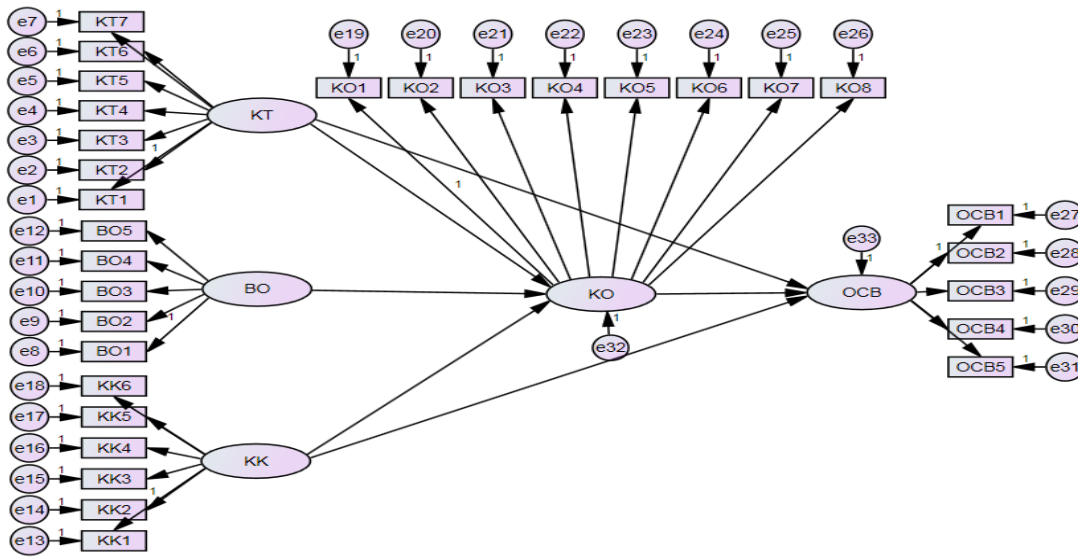 e7 1 KT7
e6 1 KT6
e5 1 KT5
e4 1 KT4
e3 1 KT3
e2 1 KT2
e1 1 KT1
KT
1
e12 1 BO5
e11 1 BO4
e10 1 BO3
e9 1 BO2
e8 1 BO1
BO
1
e18 1 KK6
e17 1 KK5
e16 1 KK4
e15 1 KK3
e14 1 KK2
e13 1 KK1
KK
1
e19 e20 e21 e22 e23 e24 e25 e26
1 1 1 1 1 1 1 1
KO1 KO2 KO3 KO4 KO5 KO6 KO7 KO8
1
KO
1
e32
e33
1
OCB
1
OCB1 1 e27
OCB2 1 e28
OCB3 1 e29
OCB4 1 e30
OCB5 1 e31